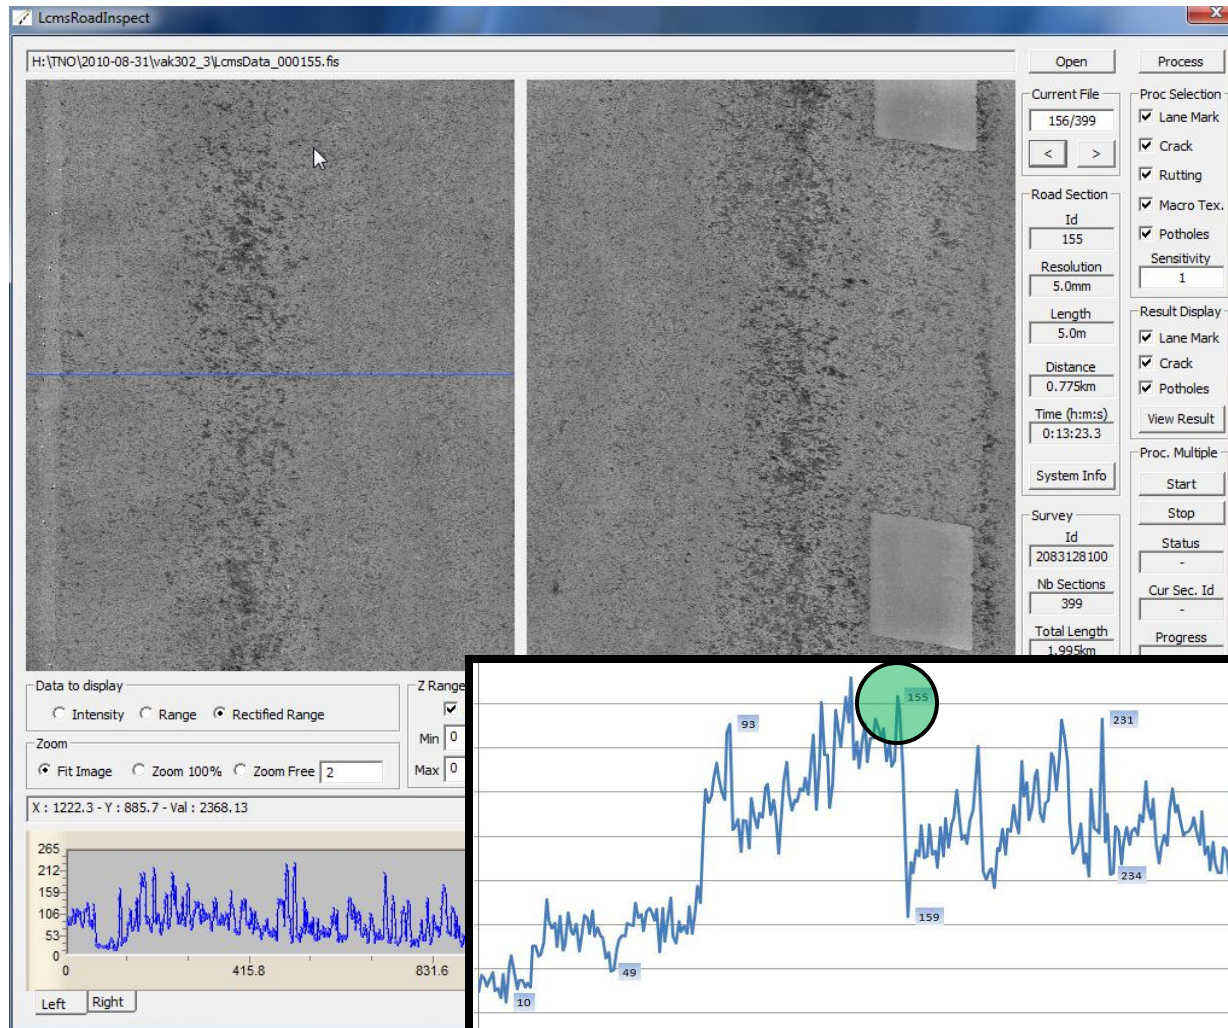 LcmsRoadInspect
H:\TNO\2010-08-31\vak302_3\LcmsData_000155.fis
Open
Process
Current File
156/399
<
>
Road Section
Id
155
Resolution
5.0mm
Length
5.0m
Distance
0.775km
Time (h:m:s)
0:13:23.3
System Info
Survey
Id
2083128100
Nb Sections
399
Total Length
1.995km
Proc Selection
Lane Mark
Crack
Rutting
Macro Tex.
Potholes
Sensitivity
1
Result Display
Lane Mark
Crack
Potholes
View Result
Proc. Multiple
Start
Stop
Status
-
Cur Sec. Id
-
Progress
Data to display
Intensity
Range
Rectified Range
Zoom
Fit Image
Zoom 100%
Zoom Free
2
Z Range
Min
0
Max
0
X : 1222.3 - Y : 885.7 - Val : 2368.13
265
212
159
106
53
0
0
415.8
831.6
Left
Right
155
93
231
234
159
49
10